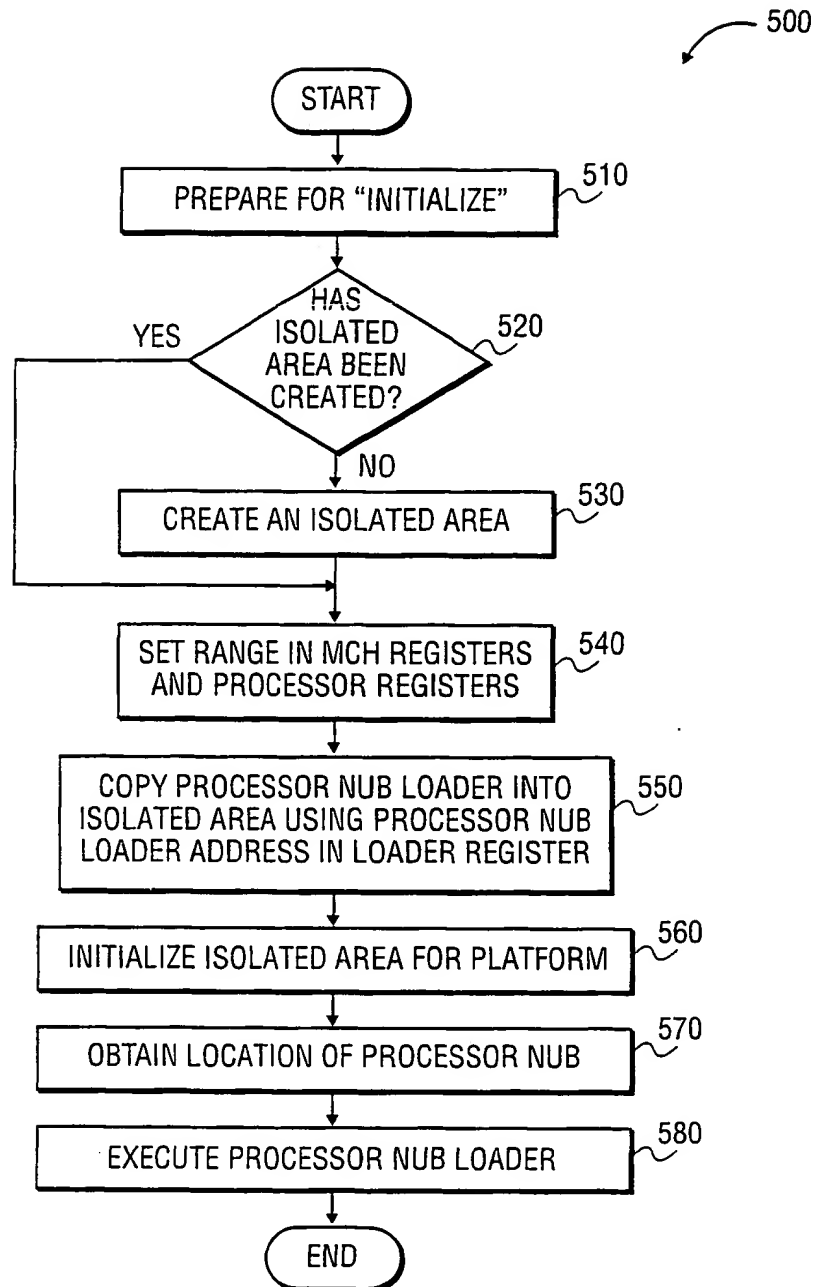 500
START
PREPARE FOR “INITIALIZE”
510
HAS
ISOLATED
AREA BEEN
CREATED?
520
YES
NO
CREATE AN ISOLATED AREA
530
SET RANGE IN MCH REGISTERS
AND PROCESSOR REGISTERS
540
COPY PROCESSOR NUB LOADER INTO
ISOLATED AREA USING PROCESSOR NUB
LOADER ADDRESS IN LOADER REGISTER
550
INITIALIZE ISOLATED AREA FOR PLATFORM
560
OBTAIN LOCATION OF PROCESSOR NUB
570
EXECUTE PROCESSOR NUB LOADER
580
END